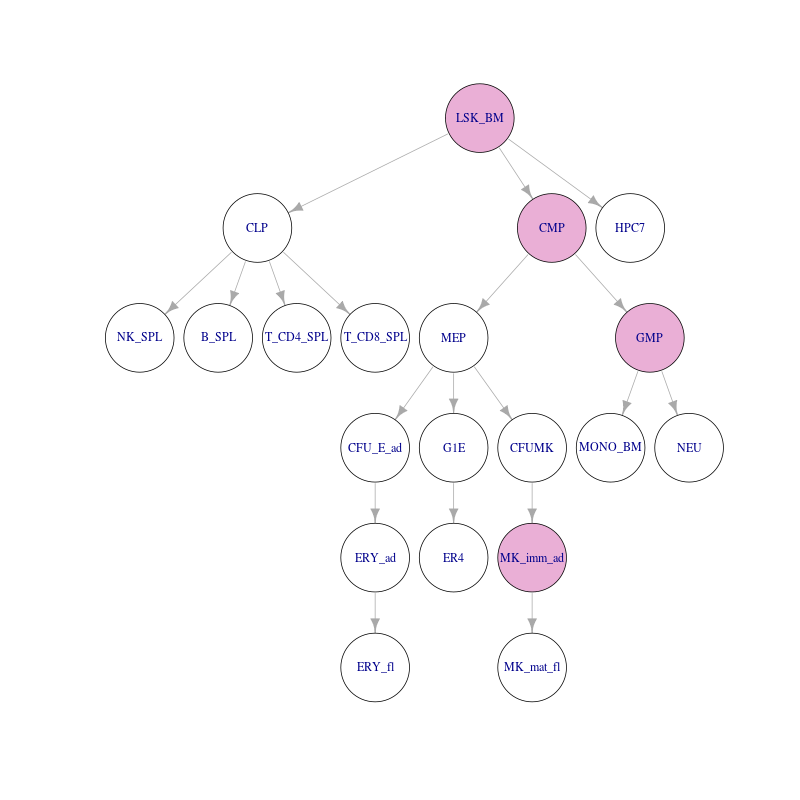 LSK_BM
CLP
CMP
HPC7
NK_SPL
B_SPL
T_CD4_SPL
T_CD8_SPL
MEP
GMP
CFU_E_ad
G1E
CFUMK
MONO_BM
NEU
ERY_ad
ER4
MK_imm_ad
ERY_fl
MK_mat_fl